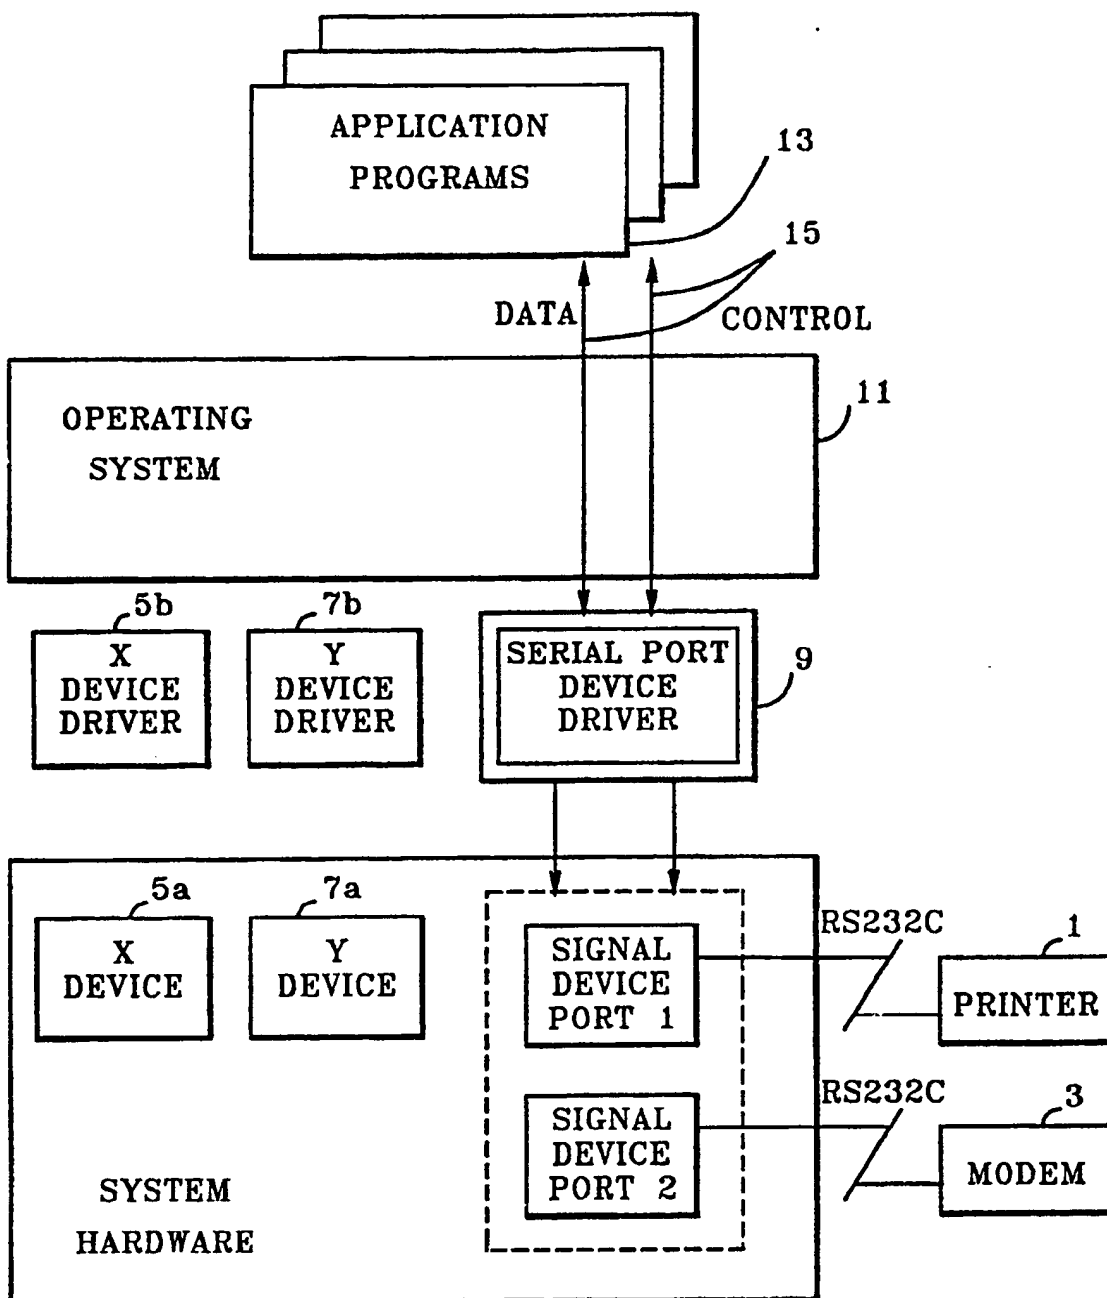 APPLICATION
PROGRAMS
13
15
DATA
CONTROL
11
OPERATING
SYSTEM
5b
7b
X
DEVICE
DRIVER
Y
DEVICE
DRIVER
SERIAL PORT
DEVICE
DRIVER
9
5a
7a
X
DEVICE
Y
DEVICE
SIGNAL
DEVICE
PORT 1
RS232C
1
PRINTER
SIGNAL
DEVICE
PORT 2
RS232C
3
MODEM
SYSTEM
HARDWARE